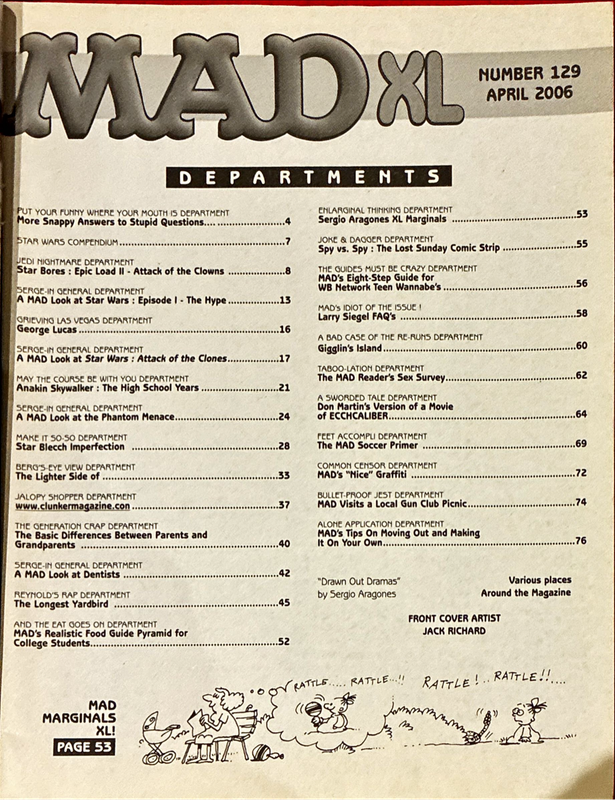 MAD XL
NUMBER 129
APRIL 2006
DEPARTMENTS
PUT YOUR FUNNY WHERE YOUR MOUTH IS DEPARTMENT
More Snappy Answers to Stupid Questions.... 4
STAR WARS COMPENDIUM 7
JEDI NIGHTMARE DEPARTMENT
Star Bores : Epic Load II - Attack of the Clowns 8
SERGE-IN GENERAL DEPARTMENT
A MAD Look at Star Wars : Episode I - The Hype 13
GRIEVING LAS VEGAS DEPARTMENT
George Lucas 16
SERGE-IN GENERAL DEPARTMENT
A MAD Look at Star Wars : Attack of the Clones 17
MAY THE COURSE BE WITH YOU DEPARTMENT
Anakin Skywalker : The High School Years 21
SERGE-IN GENERAL DEPARTMENT
A MAD Look at the Phantom Menace 24
MAKE IT SO-SO DEPARTMENT
Star Blecch Imperfection 28
BERG'S-EYE VIEW DEPARTMENT
The Lighter Side of 33
JALOPY SHOPPER DEPARTMENT
www.clunkermagazine.con 37
THE GENERATION CRAP DEPARTMENT
The Basic Differences Between Parents and
Grandparents 40
SERGE-IN GENERAL DEPARTMENT
A MAD Look at Dentists 42
REYNOLD'S RAP DEPARTMENT
The Longest Yardbird 45
AND THE EAT GOES ON DEPARTMENT
MAD's Realistic Food Guide Pyramid for
College Students 52
ENLARGINAL THINKING DEPARTMENT
Sergio Aragones XL Marginals 53
JOKE & DAGGER DEPARTMENT
Spy vs. Spy : The Lost Sunday Comic Strip 55
THE GUIDES MUST BE CRAZY DEPARTMENT
MAD's Eight-Step Guide for
WB Network Teen Wannabe's 56
MAD'S IDIOT OF THE ISSUE !
Larry Siegel FAQ's 58
A BAD CASE OF THE RE-RUNS DEPARTMENT
Gigglin's Island 60
TABOO-LATION DEPARTMENT
The MAD Reader's Sex Survey 62
A SWORDED TALE DEPARTMENT
Don Martin's Version of a Movie
of ECCHCALIBER 64
FEET ACCOMPLI DEPARTMENT
The MAD Soccer Primer 69
COMMON CENSOR DEPARTMENT
MAD's "Nice" Graffiti 72
BULLET-PROOF JEST DEPARTMENT
MAD Visits a Local Gun Club Picnic 74
ALONE APPLICATION DEPARTMENT
MAD's Tips On Moving Out and Making
It On Your Own 76
"Drawn Out Dramas"
by Sergio Aragones
Various places
Around the Magazine
FRONT COVER ARTIST
JACK RICHARD
MAD
MARGINALS
XL!
PAGE 53
RATTLE..... RATTLE...!! RATTLE!.. RATTLE!!....